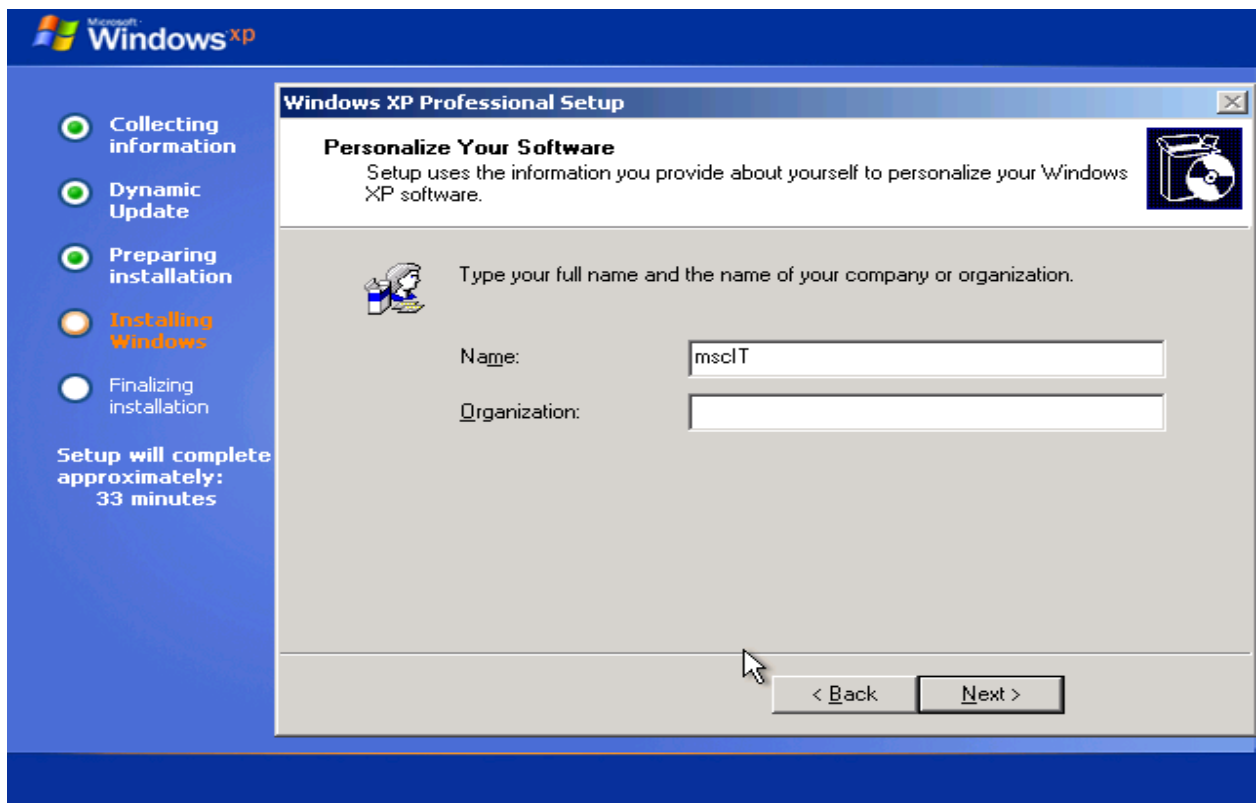 Microsoft
Windows xp
Collecting
information
Dynamic
Update
Preparing
installation
Installing
Windows
Finalizing
installation
Setup will complete
approximately:
33 minutes
Windows XP Professional Setup
Personalize Your Software
Setup uses the information you provide about yourself to personalize your Windows
XP software.
Type your full name and the name of your company or organization.
Name:
mscIT
Organization:
< Back
Next >